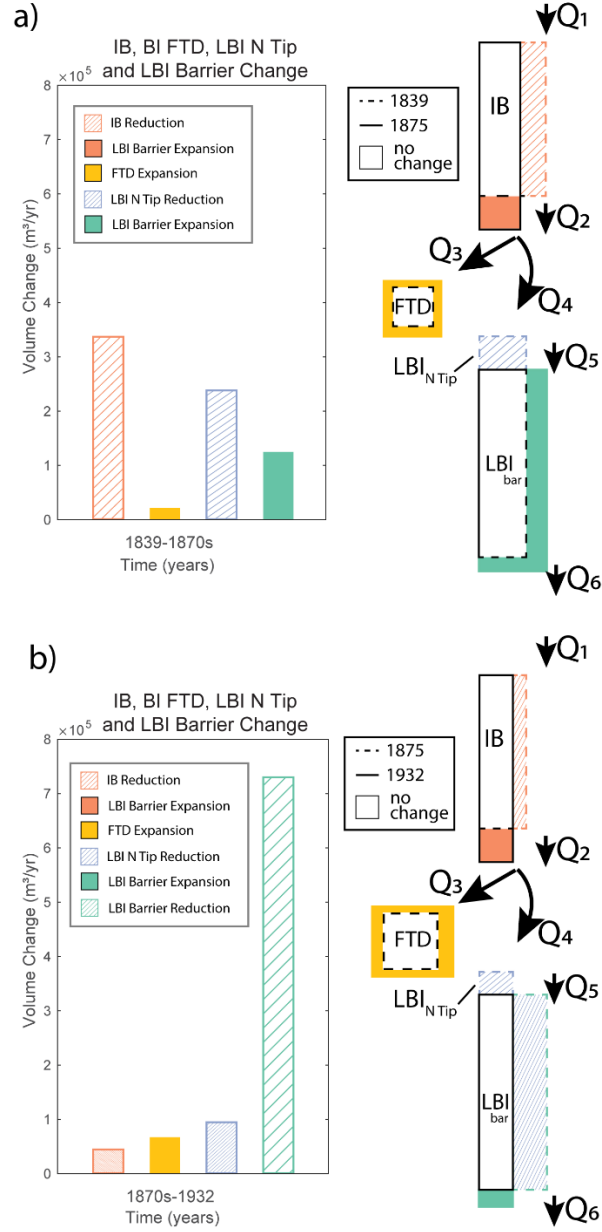 a)
IB, BI FTD, LBI N Tip
and LBI Barrier Change
×10⁵
8
7
6
5
4
3
2
1
0
Volume Change (m³/yr)
IB Reduction
LBI Barrier Expansion
FTD Expansion
LBI N Tip Reduction
LBI Barrier Expansion
1839-1870s
Time (years)
1839
1875
no
change
Q₁
IB
Q₂
Q₃
Q₄
FTD
LBI N Tip
Q₅
LBI
bar
Q₆
b)
IB, BI FTD, LBI N Tip
and LBI Barrier Change
×10⁵
8
7
6
5
4
3
2
1
0
Volume Change (m³/yr)
IB Reduction
LBI Barrier Expansion
FTD Expansion
LBI N Tip Reduction
LBI Barrier Expansion
LBI Barrier Reduction
1870s-1932
Time (years)
1875
1932
no
change
Q₁
IB
Q₂
Q₃
Q₄
FTD
LBI N Tip
Q₅
LBI
bar
Q₆